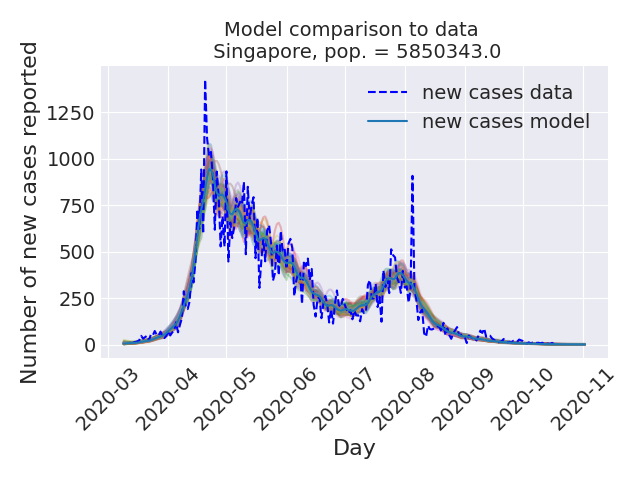 Model comparison to data
Singapore, pop. = 5850343.0
new cases data
new cases model
Number of new cases reported
1250
1000
750
500
250
0
2020-03
2020-04
2020-05
2020-06
2020-07
2020-08
2020-09
2020-10
2020-11
Day